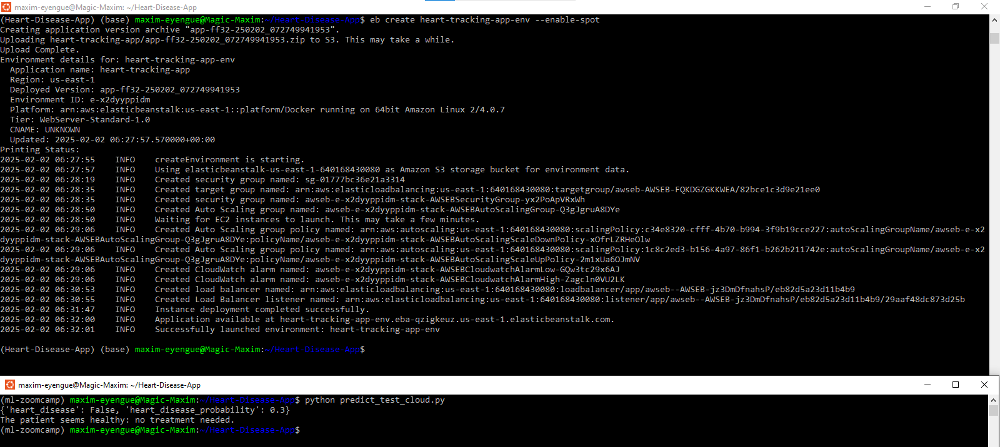 maxim-eyengue@Magic-Maxim: ~/Heart-Disease-App
(Heart-Disease-App) (base) maxim-eyengue@Magic-Maxim:~/Heart-Disease-App$ eb create heart-tracking-app-env --enable-spot
Creating application version archive "app-ff32-250202_072749941953".
Uploading heart-tracking-app/app-ff32-250202_072749941953.zip to S3. This may take a while.
Upload Complete.
Environment details for: heart-tracking-app-env
  Application name: heart-tracking-app
  Region: us-east-1
  Deployed Version: app-ff32-250202_072749941953
  Environment ID: e-x2dyyppidm
  Platform: arn:aws:elasticbeanstalk:us-east-1::platform/Docker running on 64bit Amazon Linux 2/4.0.7
  Tier: WebServer-Standard-1.0
  CNAME: UNKNOWN
  Updated: 2025-02-02 06:27:57.570000+00:00
Printing Status:
2025-02-02 06:27:55    INFO    createEnvironment is starting.
2025-02-02 06:27:57    INFO    Using elasticbeanstalk-us-east-1-640168430080 as Amazon S3 storage bucket for environment data.
2025-02-02 06:28:19    INFO    Created security group named: sg-01777bc36e21a3314
2025-02-02 06:28:35    INFO    Created target group named: arn:aws:elasticloadbalancing:us-east-1:640168430080:targetgroup/awseb-AWSEB-FQKDGZGKKWEA/82bce1c3d9e21ee0
2025-02-02 06:28:35    INFO    Created security group named: awseb-e-x2dyyppidm-stack-AWSEBSecurityGroup-yx2PoApVRxWh
2025-02-02 06:28:50    INFO    Created Auto Scaling group named: awseb-e-x2dyyppidm-stack-AWSEBAutoScalingGroup-Q3gJgruA8DYe
2025-02-02 06:28:50    INFO    Waiting for EC2 instances to launch. This may take a few minutes.
2025-02-02 06:29:06    INFO    Created Auto Scaling group policy named: arn:aws:autoscaling:us-east-1:640168430080:scalingPolicy:c34e8320-cfff-4b70-b994-3f9b19cce227:autoScalingGroupName/awseb-e-x2
dyyppidm-stack-AWSEBAutoScalingGroup-Q3gJgruA8DYe:policyName/awseb-e-x2dyyppidm-stack-AWSEBAutoScalingScaleDownPolicy-xOfrLZRHeOlw
2025-02-02 06:29:06    INFO    Created Auto Scaling group policy named: arn:aws:autoscaling:us-east-1:640168430080:scalingPolicy:1c8c2ed3-b156-4a97-86f1-b262b211742e:autoScalingGroupName/awseb-e-x2
dyyppidm-stack-AWSEBAutoScalingGroup-Q3gJgruA8DYe:policyName/awseb-e-x2dyyppidm-stack-AWSEBAutoScalingScaleUpPolicy-2m1xUa6OJmNV
2025-02-02 06:29:06    INFO    Created CloudWatch alarm named: awseb-e-x2dyyppidm-stack-AWSEBCloudwatchAlarmLow-GQw3tc29x6AJ
2025-02-02 06:29:06    INFO    Created CloudWatch alarm named: awseb-e-x2dyyppidm-stack-AWSEBCloudwatchAlarmHigh-Zagcln0VU2LK
2025-02-02 06:30:53    INFO    Created load balancer named: arn:aws:elasticloadbalancing:us-east-1:640168430080:loadbalancer/app/awseb--AWSEB-jz3DmDfnahsP/eb82d5a23d11b4b9
2025-02-02 06:30:55    INFO    Created Load Balancer listener named: arn:aws:elasticloadbalancing:us-east-1:640168430080:listener/app/awseb--AWSEB-jz3DmDfnahsP/eb82d5a23d11b4b9/29aaf48dc873d25b
2025-02-02 06:31:47    INFO    Instance deployment completed successfully.
2025-02-02 06:32:00    INFO    Application available at heart-tracking-app-env.eba-qzigkeuz.us-east-1.elasticbeanstalk.com.
2025-02-02 06:32:01    INFO    Successfully launched environment: heart-tracking-app-env
(Heart-Disease-App) (base) maxim-eyengue@Magic-Maxim:~/Heart-Disease-App$
maxim-eyengue@Magic-Maxim: ~/Heart-Disease-App
(ml-zoomcamp) maxim-eyengue@Magic-Maxim:~/Heart-Disease-App$ python predict_test_cloud.py
{'heart_disease': False, 'heart_disease_probability': 0.3}
The patient seems healthy: no treatment needed.
(ml-zoomcamp) maxim-eyengue@Magic-Maxim:~/Heart-Disease-App$